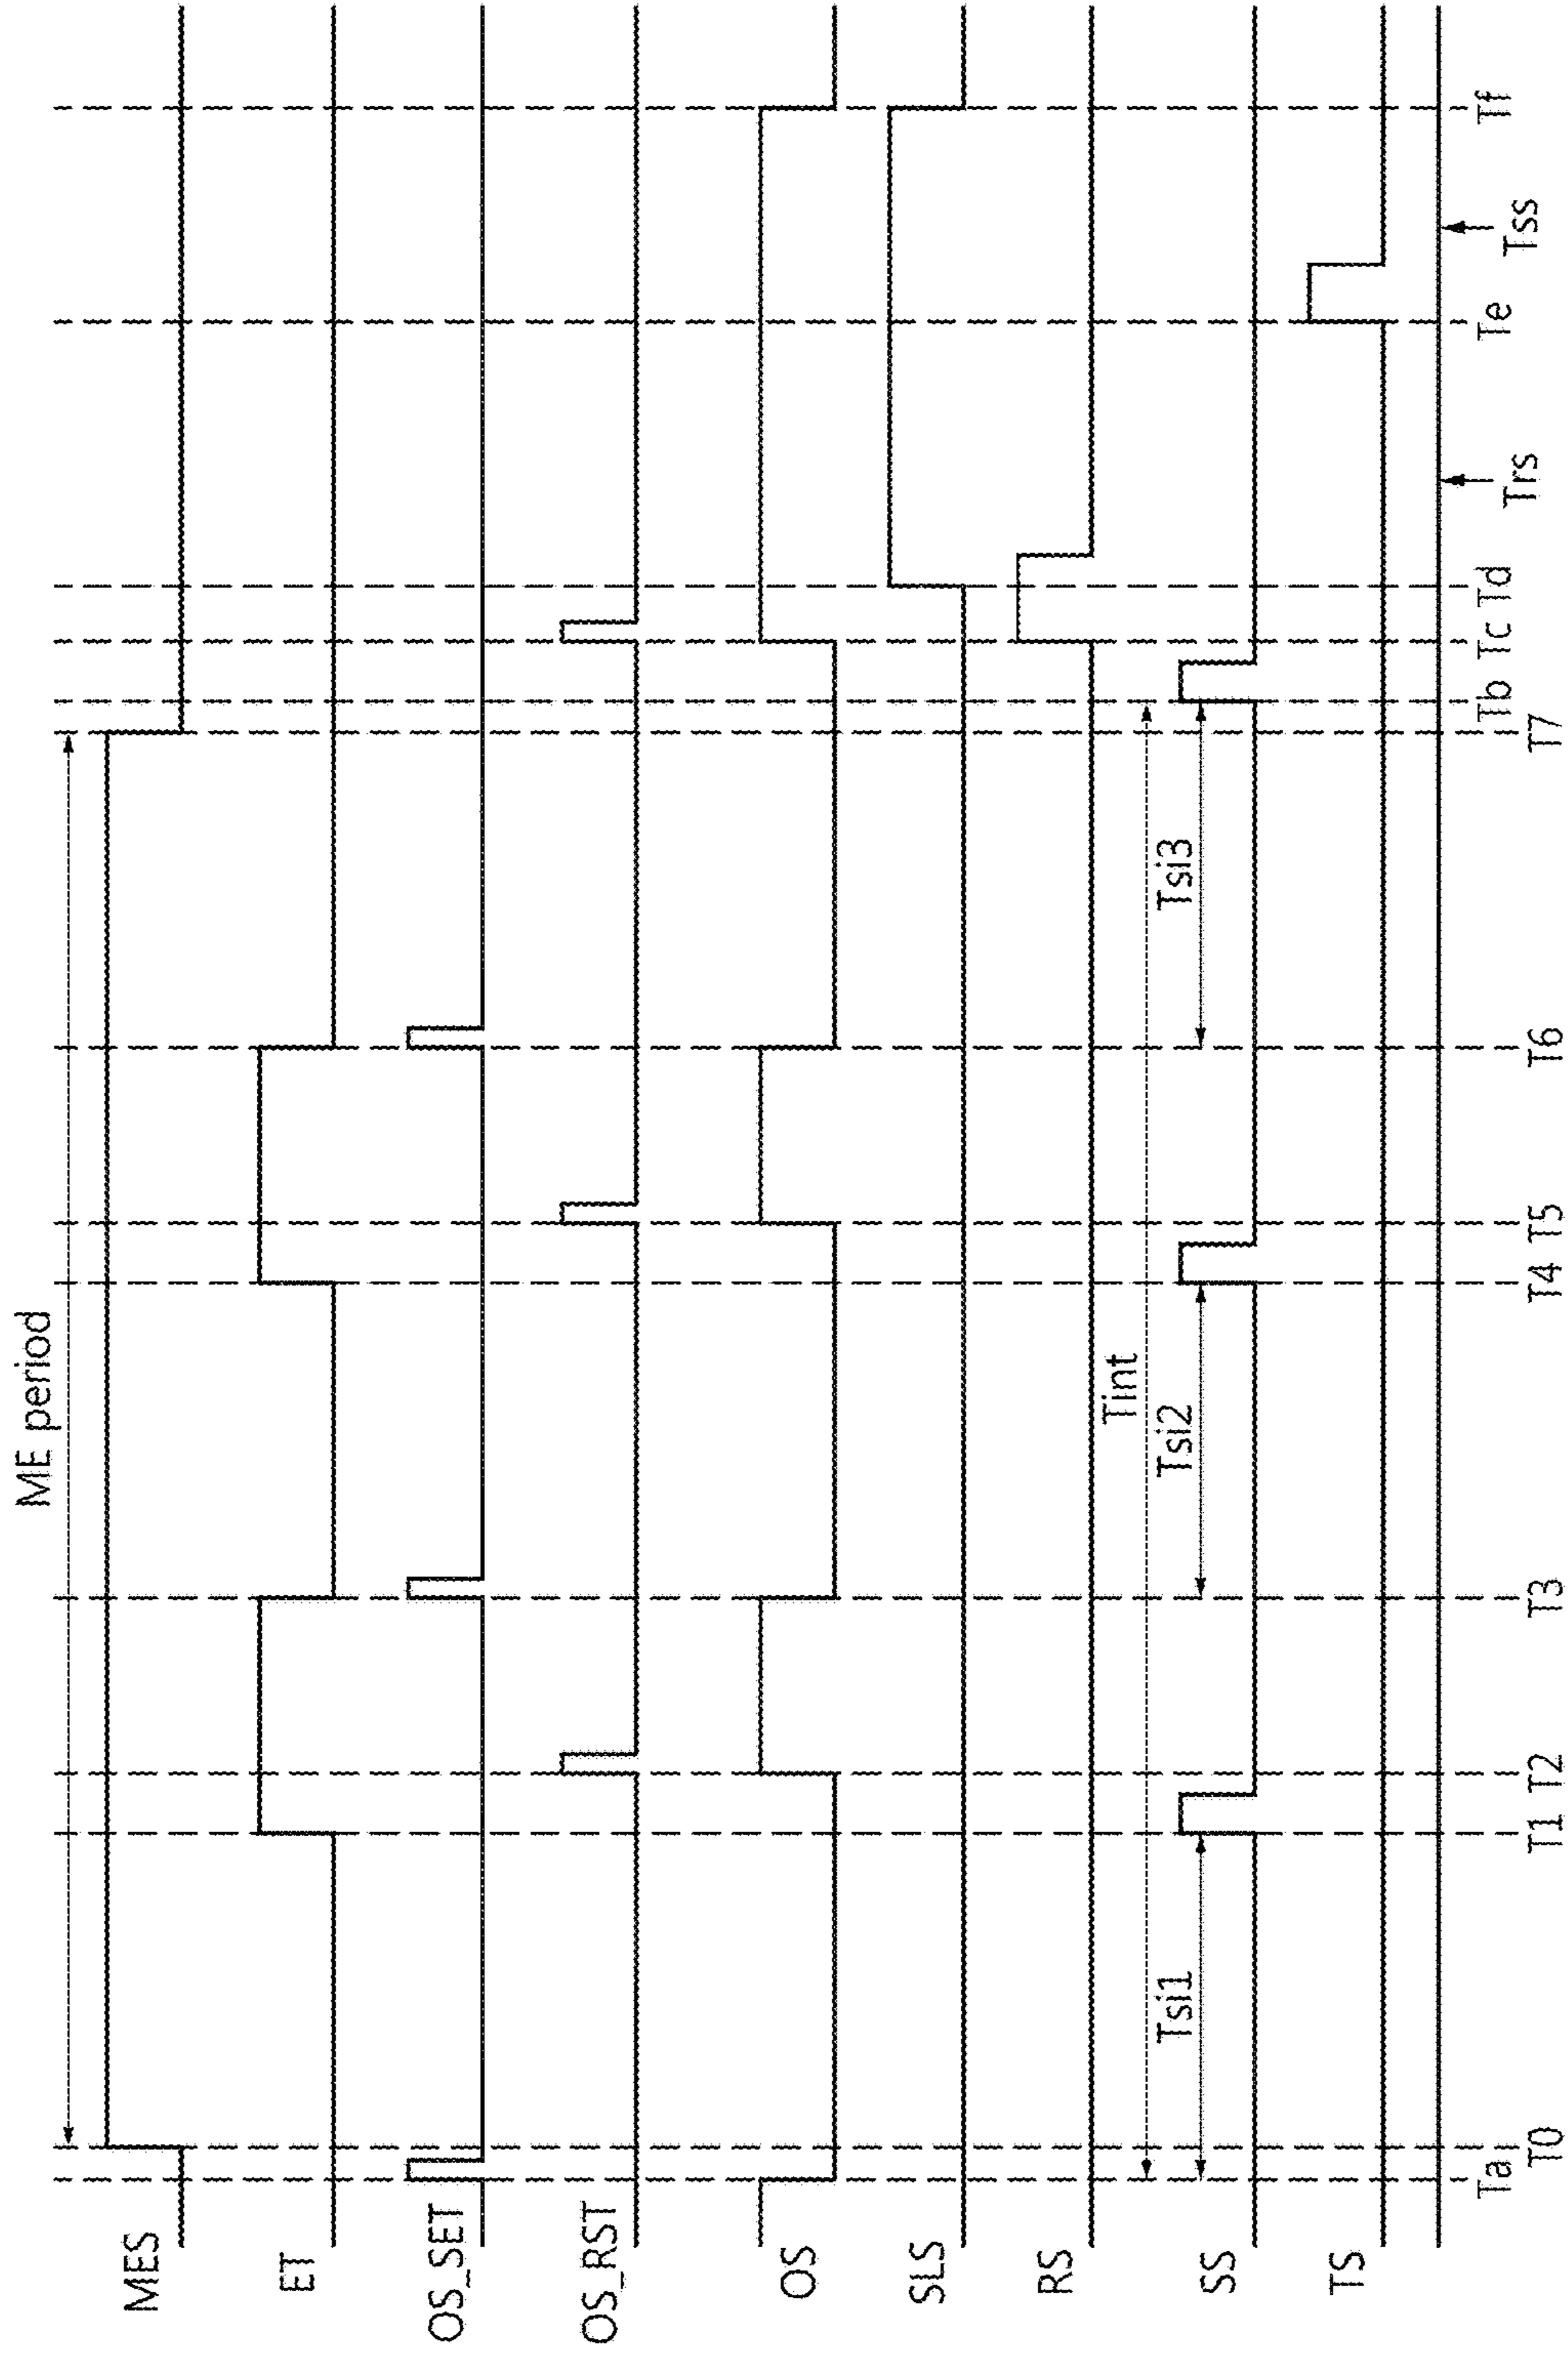 ME period
MES
ET
OS_SET
OS_RST
OS
SLS
RS
Tint
Tsi1
Tsi2
Tsi3
SS
TS
Ta
Tb
Tc
Td
Te
Tf
Trs
Tss
T0
T1
T2
T3
T4
T5
T6
T7